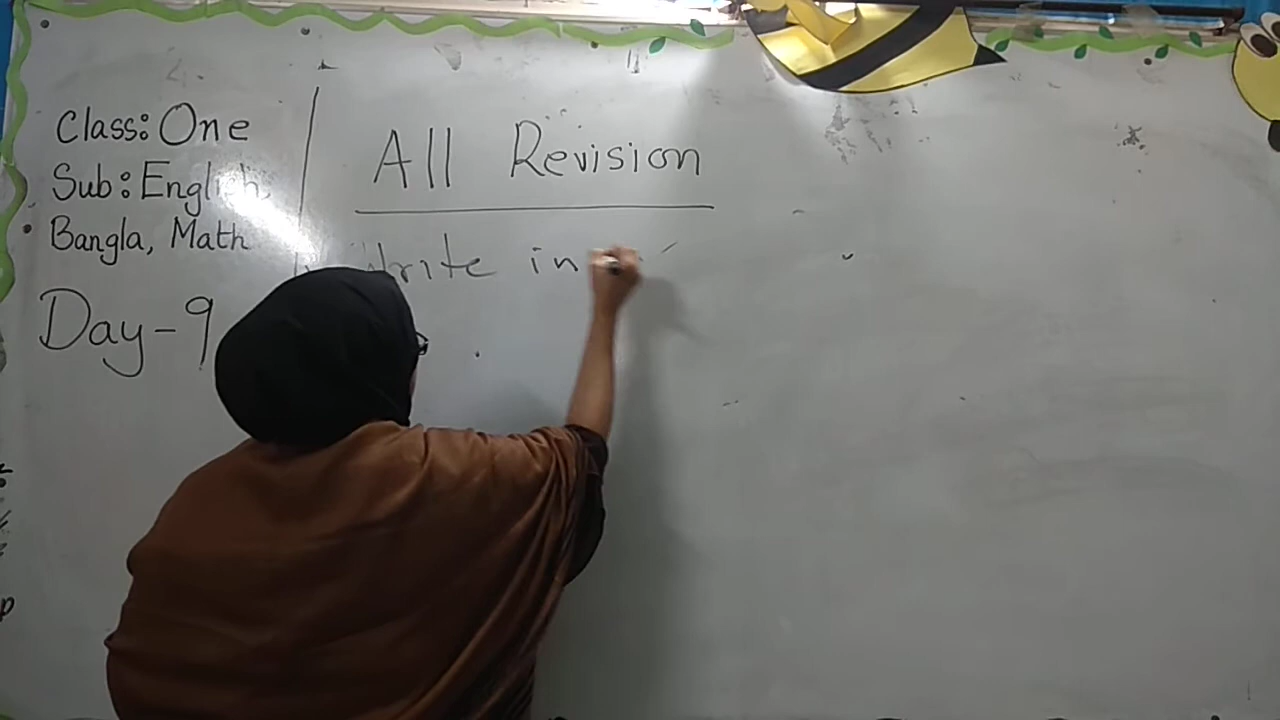 Class: One
Sub: English,
Bangla, Math
Day-9
All Revision
Write in